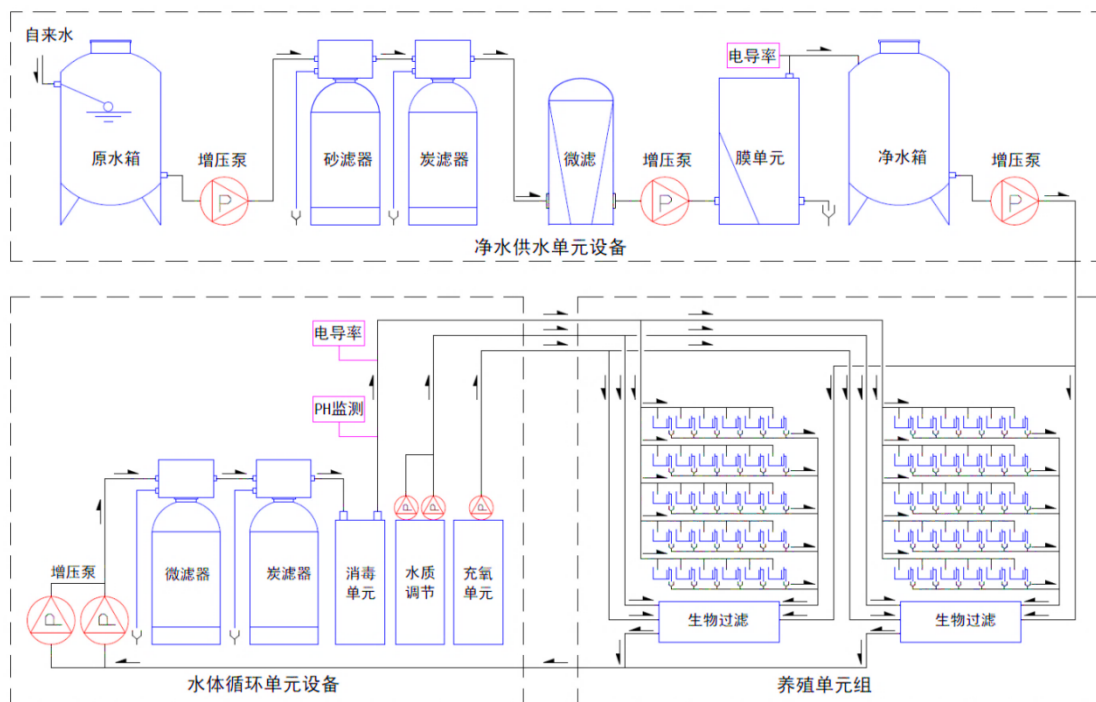 自来水
原水箱
增压泵
P
砂滤器
炭滤器
微滤
增压泵
P
电导率
膜单元
净水箱
增压泵
P
净水供水单元设备
电导率
PH监测
增压泵
P
P
微滤器
炭滤器
消毒
单元
P
P
水质
调节
P
充氧
单元
水体循环单元设备
生物过滤
生物过滤
养殖单元组